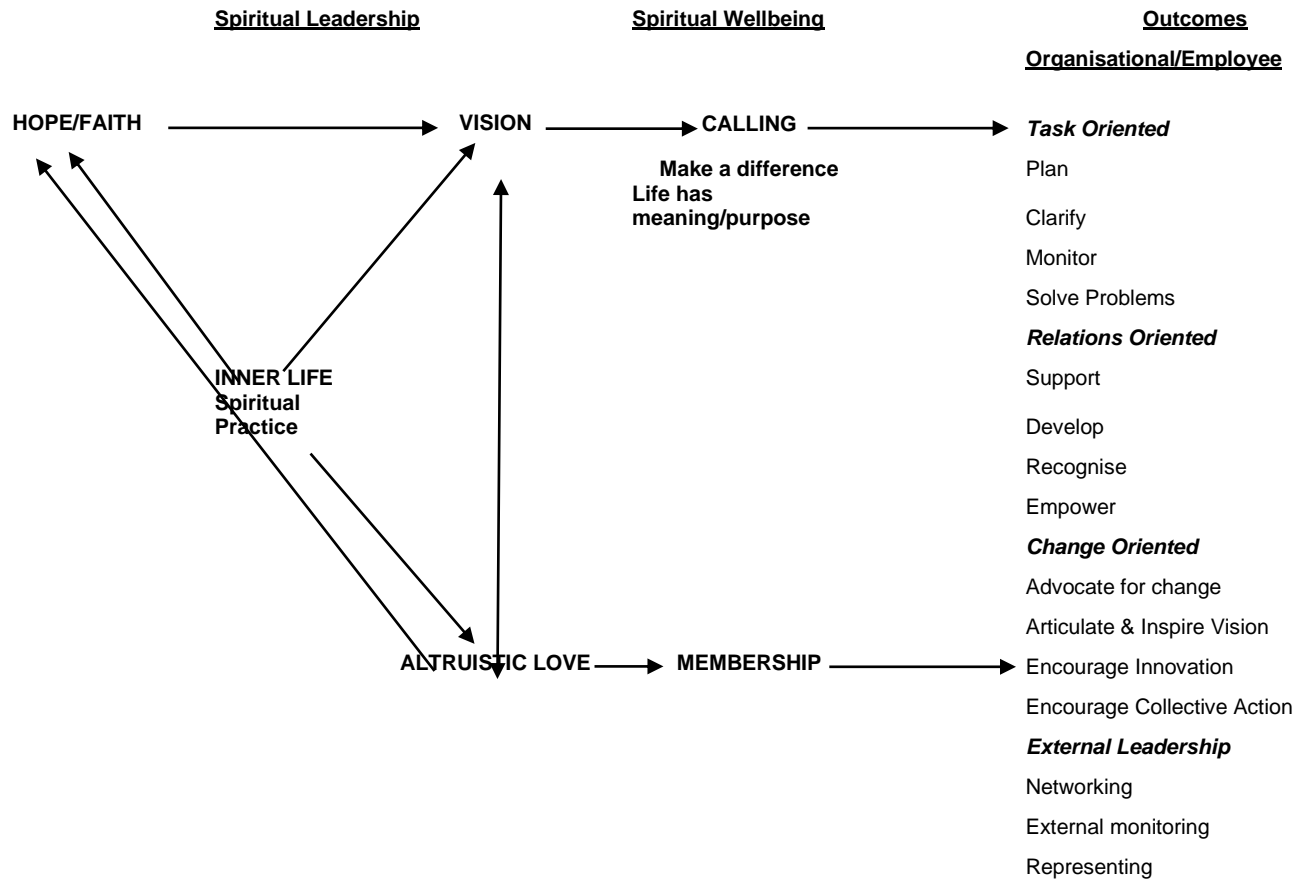 Spiritual Leadership Spiritual Wellbeing Outcomes
Organisational/Employee
HOPE/FAITH VISION CALLING Task Oriented
Make a difference Plan
Life has
meaning/purpose Clarify
Monitor
Solve Problems
Relations Oriented
INNER LIFE Support
Spiritual
Practice Develop
Recognise
Empower
Change Oriented
Advocate for change
Articulate & Inspire Vision
ALTRUISTIC LOVE MEMBERSHIP Encourage Innovation
Encourage Collective Action
External Leadership
Networking
External monitoring
Representing